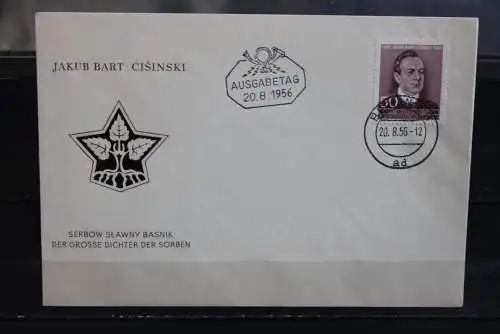 JAKUB BART-ĆIŠINSKI
AUSGABETAG
20.8.1956
50
20.8.56-12
ad
SERBOW SŁAWNY BASNIK
DER GROSSE DICHTER DER SORBEN